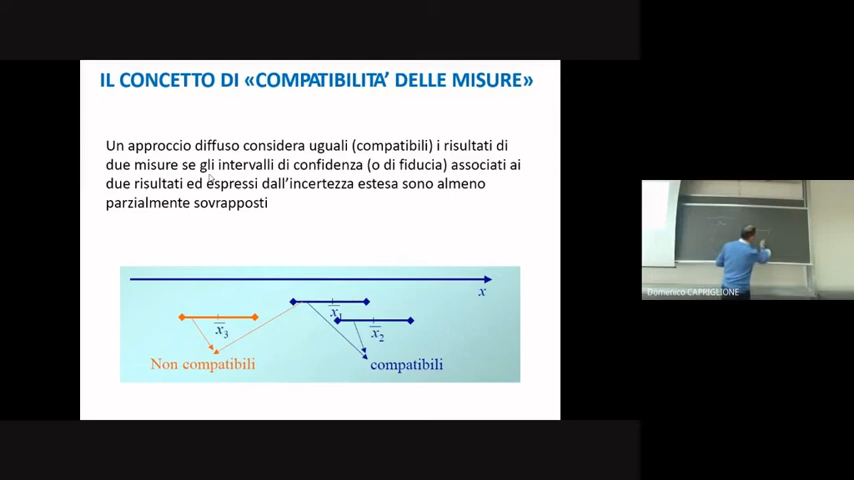 IL CONCETTO DI «COMPATIBILITA’ DELLE MISURE»
Un approccio diffuso considera uguali (compatibili) i risultati di
due misure se gli intervalli di confidenza (o di fiducia) associati ai
due risultati ed espressi dall’incertezza estesa sono almeno
parzialmente sovrapposti
x
x̅1
x̅3
x̅2
Non compatibili
compatibili
Domenico CAPRIGLIONE